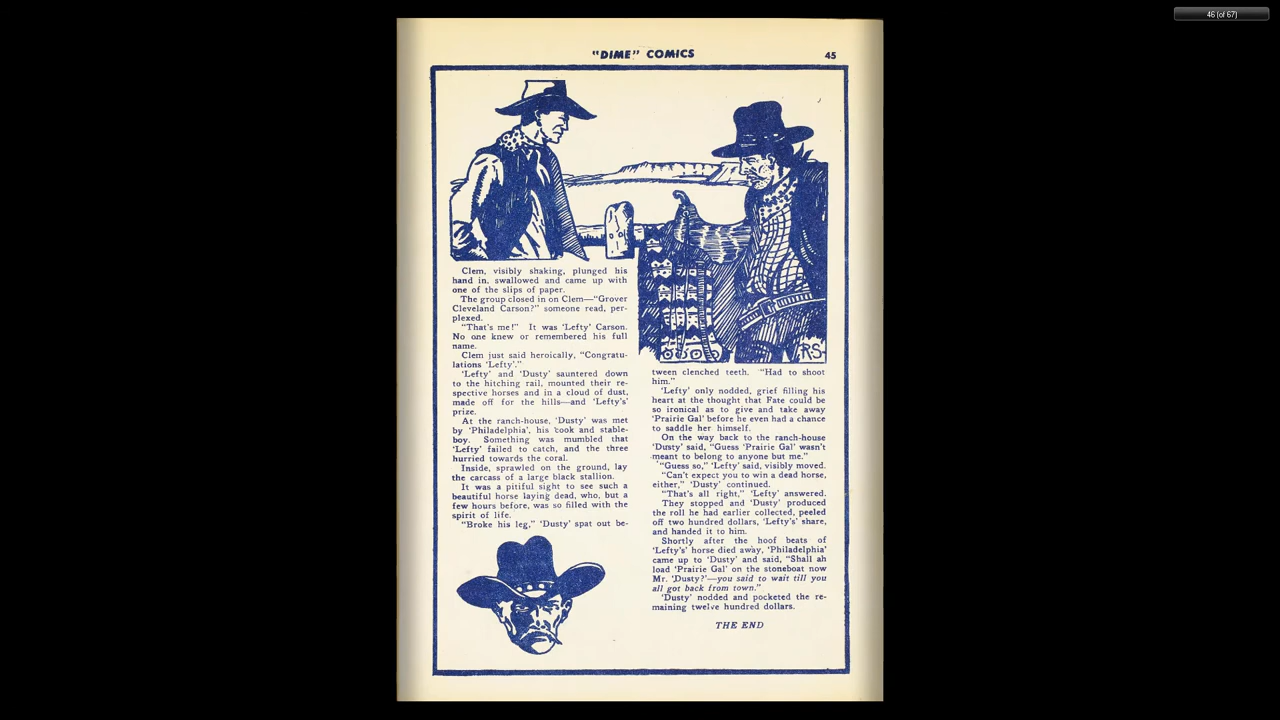 46 (of 67)
"DIME" COMICS
45
Clem, visibly shaking, plunged his
hand in, swallowed and came up with
one of the slips of paper.
The group closed in on Clem—"Grover
Cleveland Carson?" someone read, per-
plexed.
"That's me!" It was 'Lefty' Carson.
No one knew or remembered his full
name.
Clem just said heroically, "Congratu-
lations 'Lefty'."
'Lefty' and 'Dusty' sauntered down
to the hitching rail, mounted their re-
spective horses and in a cloud of dust,
made off for the hills—and 'Lefty's'
prize.
At the ranch-house, 'Dusty' was met
by 'Philadelphia', his cook and stable-
boy. Something was mumbled that
'Lefty' failed to catch, and the three
hurried towards the coral.
Inside, sprawled on the ground, lay
the carcass of a large black stallion.
It was a pitiful sight to see such a
beautiful horse laying dead, who, but a
few hours before, was so filled with the
spirit of life.
"Broke his leg," 'Dusty' spat out be-
R.S.
tween clenched teeth. "Had to shoot
him."
'Lefty' only nodded, grief filling his
heart at the thought that Fate could be
so ironical as to give and take away
'Prairie Gal' before he even had a chance
to saddle her himself.
On the way back to the ranch-house
'Dusty' said, "Guess 'Prairie Gal' wasn't
meant to belong to anyone but me."
"Guess so," 'Lefty' said, visibly moved.
"Can't expect you to win a dead horse,
either," 'Dusty' continued.
"That's all right," 'Lefty' answered.
They stopped and 'Dusty' produced
the roll he had earlier collected, peeled
off two hundred dollars, 'Lefty's' share,
and handed it to him.
Shortly after the hoof beats of
'Lefty's' horse died away, 'Philadelphia'
came up to 'Dusty' and said, "Shall ah
load 'Prairie Gal' on the stoneboat now
Mr. 'Dusty?'—you said to wait till you
all got back from town."
'Dusty' nodded and pocketed the re-
maining twelve hundred dollars.
THE END